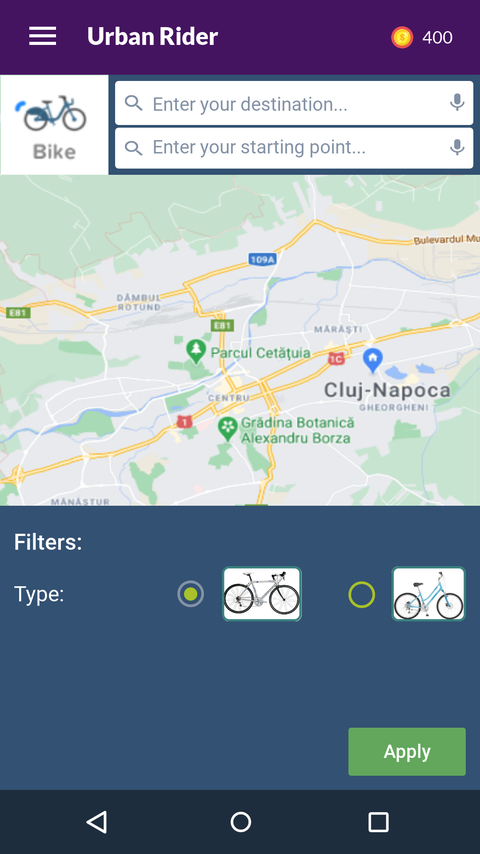 Urban Rider
400
Bike
Enter your destination...
Enter your starting point...
Bulevardul Mu
109A
DÂMBUL
ROTUND
E81
E81
MĂRĂȘTI
Parcul Cetățuia
1C
Cluj-Napoca
CENTRU
GHEORGHENI
1
Grădina Botanică
Alexandru Borza
MĂNĂȘTUR
Filters:
Type:
Apply